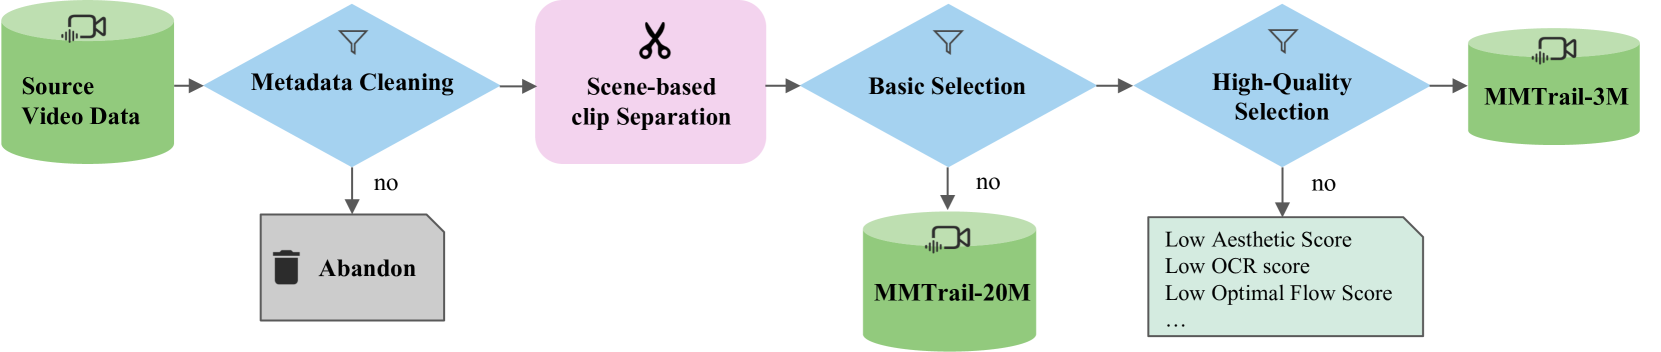 Source
Video Data
Metadata Cleaning
no
Abandon
Scene-based
clip Separation
Basic Selection
no
MMTrail-20M
High-Quality
Selection
no
Low Aesthetic Score
Low OCR score
Low Optimal Flow Score
…
MMTrail-3M